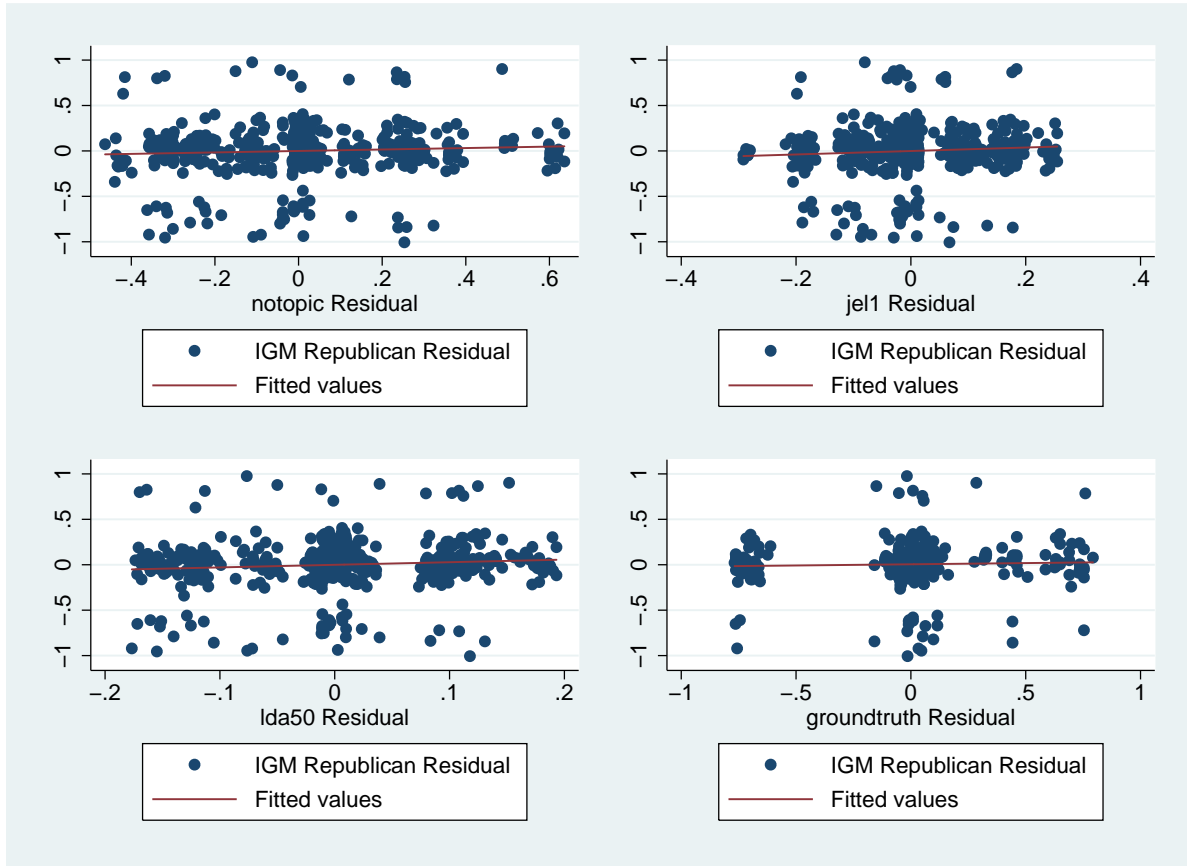 1
.5
0
−.5
−1
−.4 −.2 0 .2 .4 .6
notopic Residual
IGM Republican Residual
Fitted values
1
.5
0
−.5
−1
−.4 −.2 0 .2 .4
jel1 Residual
IGM Republican Residual
Fitted values
1
.5
0
−.5
−1
−.2 −.1 0 .1 .2
lda50 Residual
IGM Republican Residual
Fitted values
1
.5
0
−.5
−1
−1 −.5 0 .5 1
groundtruth Residual
IGM Republican Residual
Fitted values